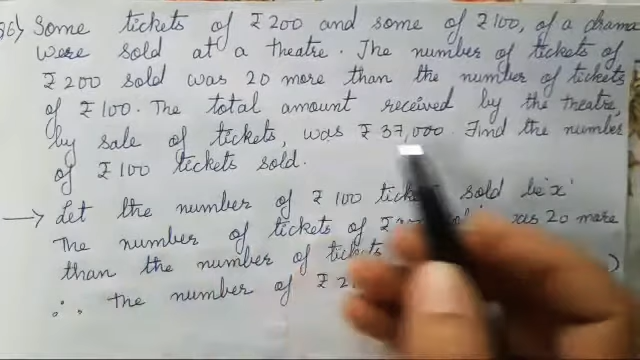 Q6) Some tickets of ₹200 and some of ₹100, of a drama
were sold at a theatre. The number of tickets of
₹200 sold was 20 more than the number of tickets
of ₹100. The total amount received by the theatre,
by sale of tickets, was ₹37,000. Find the number
of ₹100 tickets sold.
→ Let the number of ₹100 tickets sold be 'x'
The number of tickets of ₹ was 20 more
than the number of tickets
∴ The number of ₹2